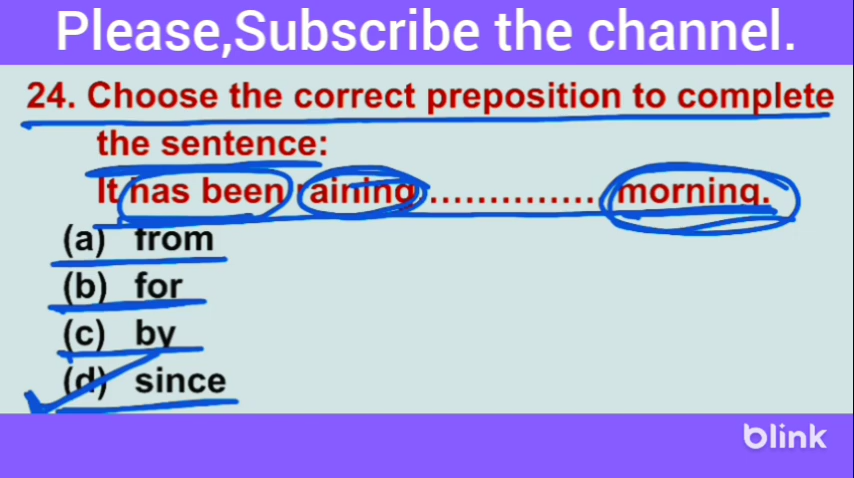 Please,Subscribe the channel.
24. Choose the correct preposition to complete
the sentence:
It has been raining .............. morning.
(a) from
(b) for
(c) by
(d) since
blink